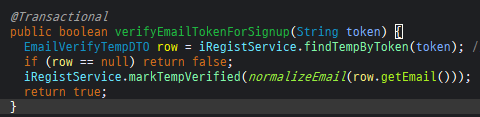 @Transactional
public boolean verifyEmailTokenForSignup(String token) {
EmailVerifyTempDTO row = iRegistService.findTempByToken(token); /
if (row == null) return false;
iRegistService.markTempVerified(normalizeEmail(row.getEmail()));
return true;
}